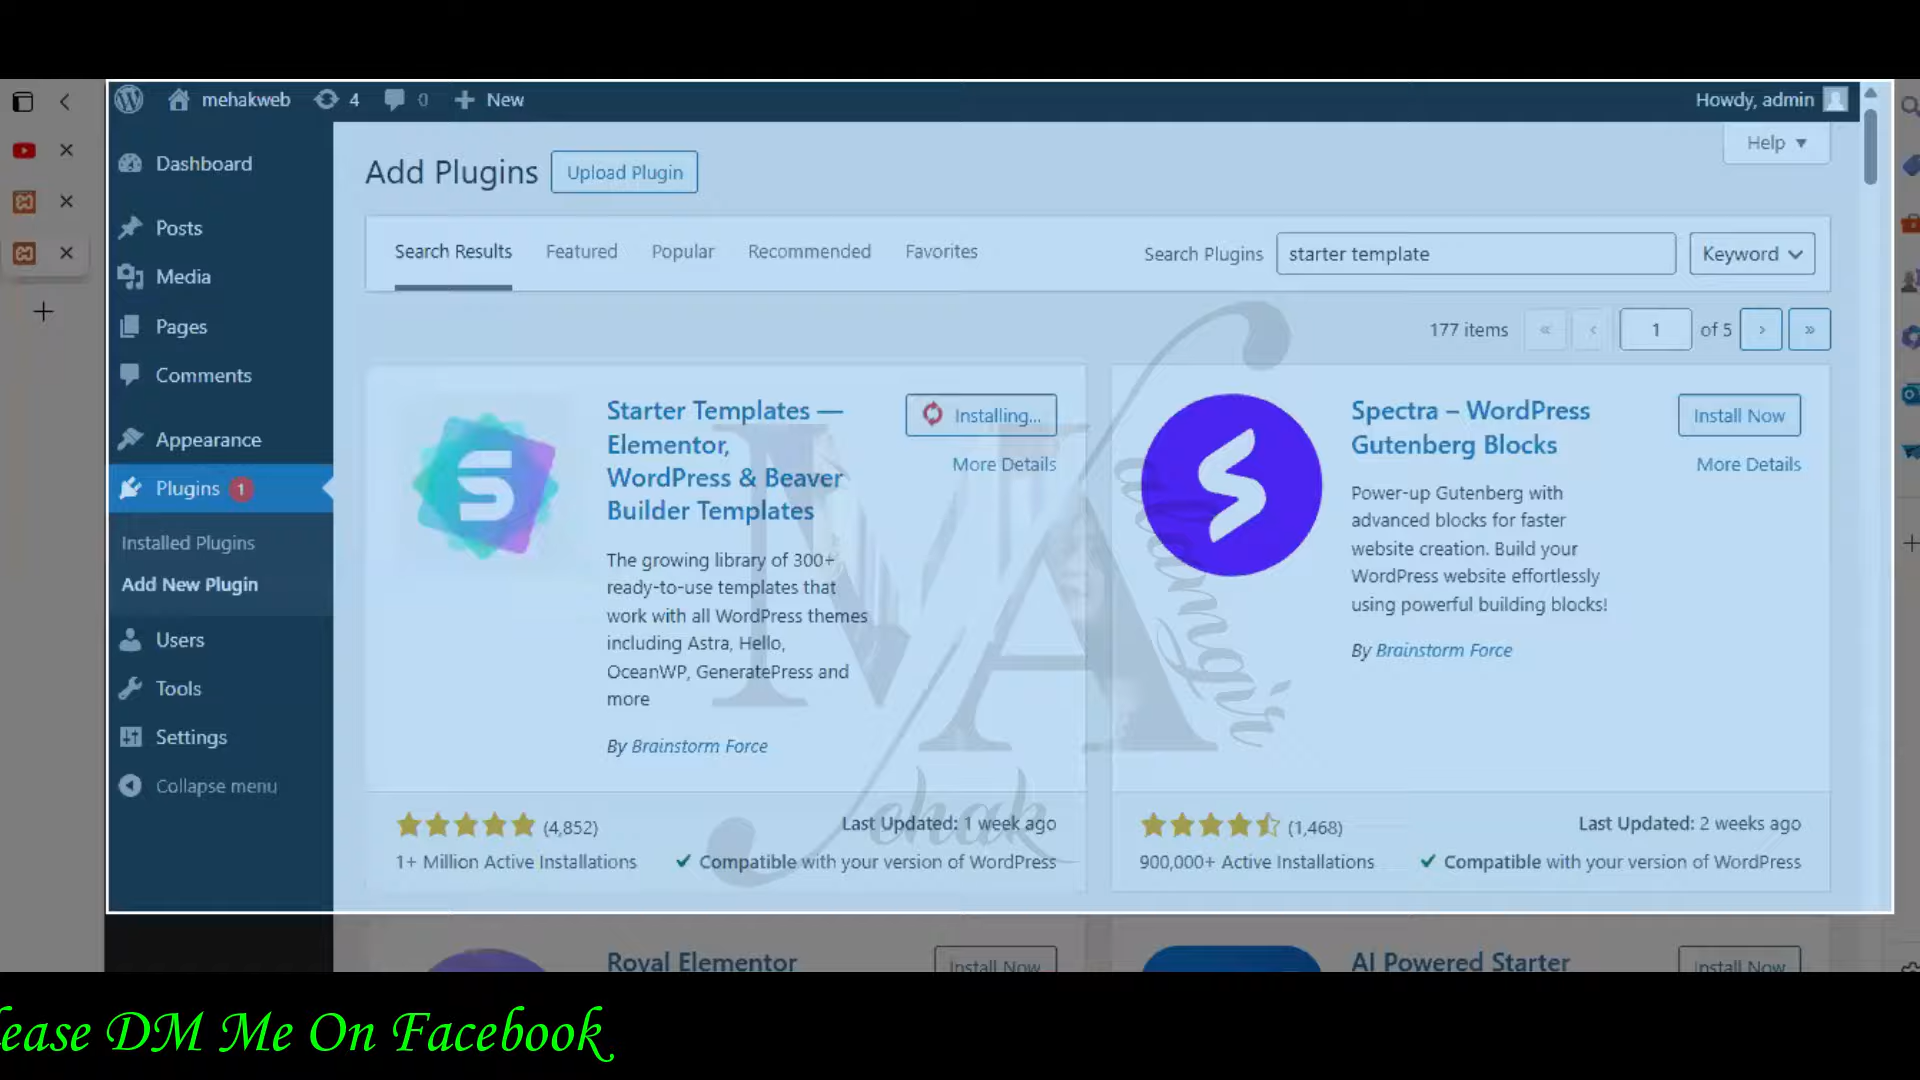 mehakweb 4 0 New Howdy, admin
Help
Dashboard
Posts
Media
Pages
Comments
Appearance
Plugins 1
Installed Plugins
Add New Plugin
Users
Tools
Settings
Collapse menu
Add Plugins Upload Plugin
Search Results Featured Popular Recommended Favorites Search Plugins starter template Keyword
177 items « ‹ 1 of 5 › »
Starter Templates —
Elementor,
WordPress & Beaver
Builder Templates
Installing...
More Details
The growing library of 300+
ready-to-use templates that
work with all WordPress themes
including Astra, Hello,
OceanWP, GeneratePress and
more
By Brainstorm Force
(4,852)
Last Updated: 1 week ago
1+ Million Active Installations
Compatible with your version of WordPress
Spectra – WordPress
Gutenberg Blocks
Install Now
More Details
Power-up Gutenberg with
advanced blocks for faster
website creation. Build your
WordPress website effortlessly
using powerful building blocks!
By Brainstorm Force
(1,468)
Last Updated: 2 weeks ago
900,000+ Active Installations
Compatible with your version of WordPress
Royal Elementor Install Now
AI Powered Starter Install Now
MA
ehak
lease DM Me On Facebook